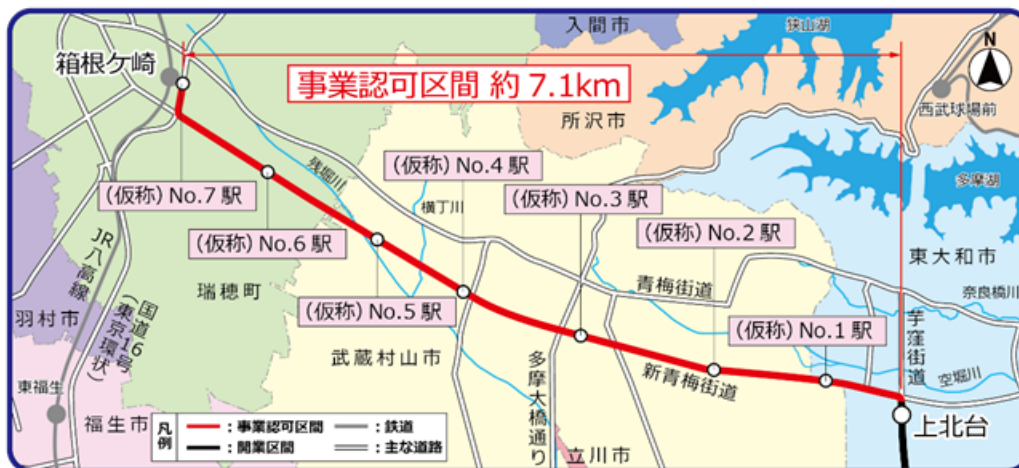 入間市
狭山湖
N
箱根ケ崎
事業認可区間 約 7.1km
西武球場前
所沢市
(仮称) No.4 駅
残堀川
(仮称) No.3 駅
多摩湖
(仮称) No.7 駅
横丁川
(仮称) No.2 駅
(仮称) No.6 駅
東大和市
JR八高線
国道16号
(東京環状)
瑞穂町
青梅街道
奈良橋川
羽村市
(仮称) No.5 駅
(仮称) No.1 駅
芋窪街道
武蔵村山市
多摩大橋通り
新青梅街道
空堀川
東福生
福生市
上北台
凡例
:事業認可区間
:鉄道
:開業区間
:主な道路
立川市